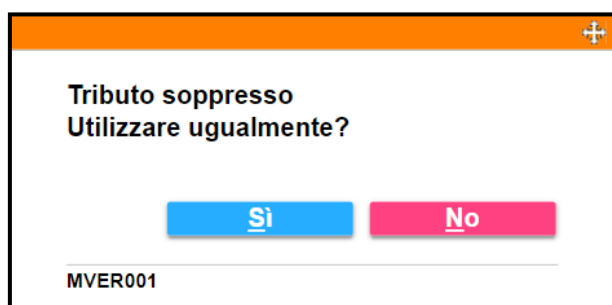 Tributo soppresso
Utilizzare ugualmente?
Sì
No
MVER001